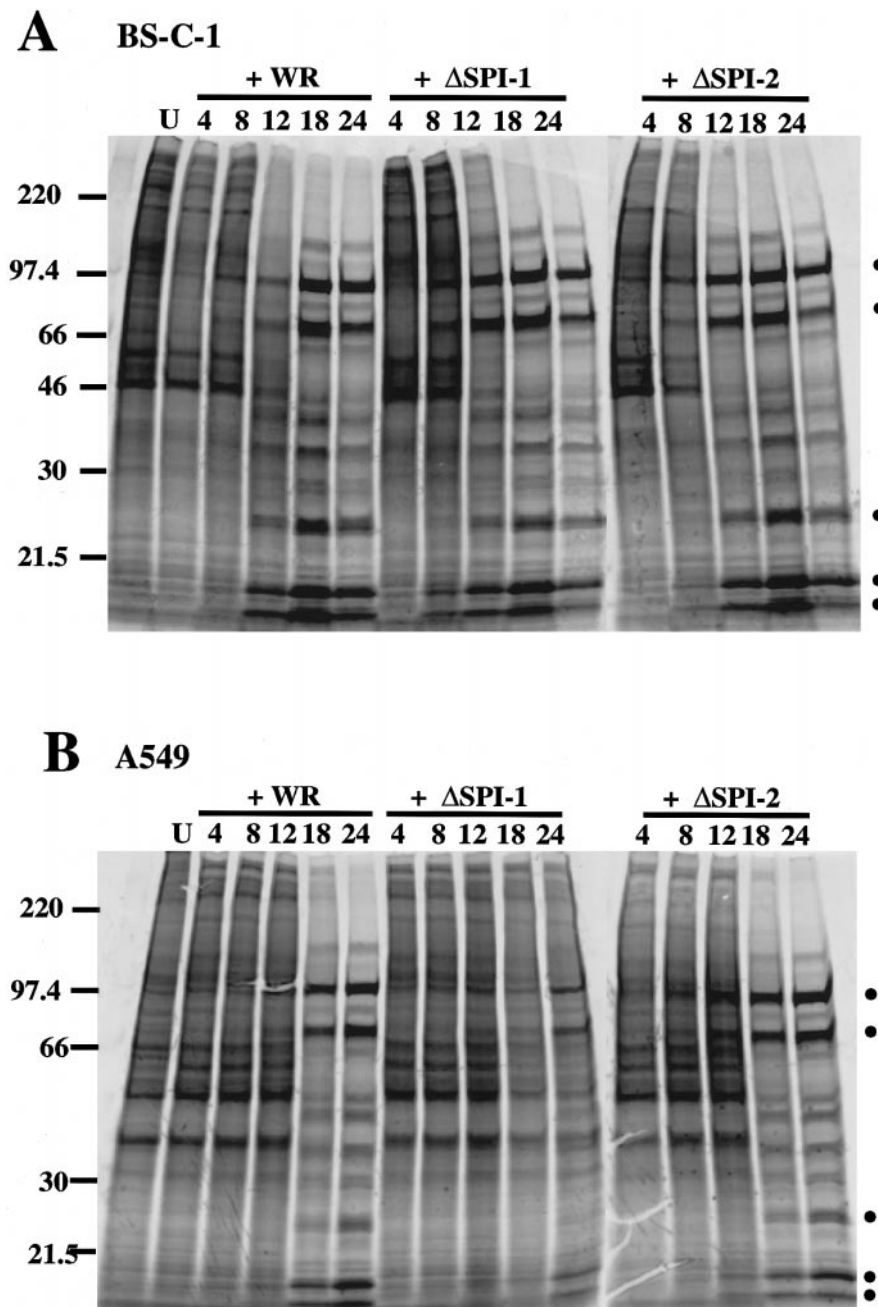 A BS-C-1
+ WR + ΔSPI-1 + ΔSPI-2
U 4 8 12 18 24 4 8 12 18 24 4 8 12 18 24
220
97.4
66
46
30
21.5
B A549
+ WR + ΔSPI-1 + ΔSPI-2
U 4 8 12 18 24 4 8 12 18 24 4 8 12 18 24
220
97.4
66
30
21.5